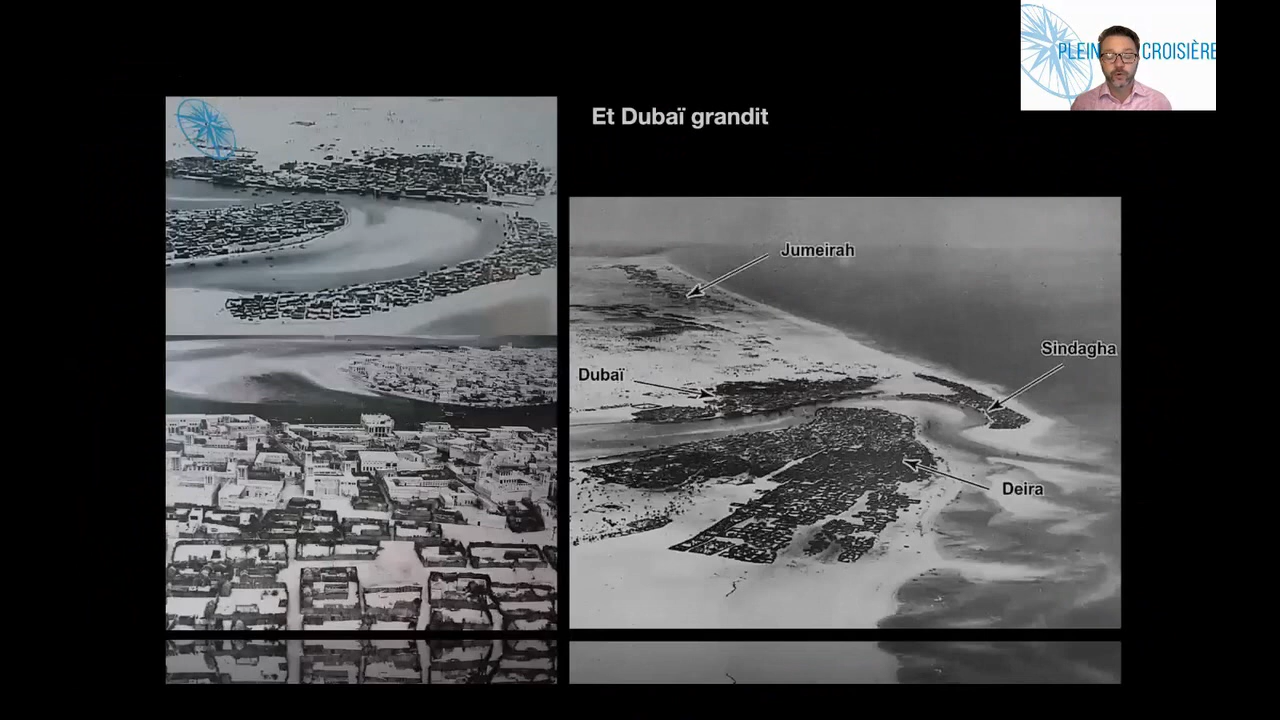 PLEIN CROISIÈRE
Et Dubaï grandit
Jumeirah
Sindagha
Dubaï
Deira